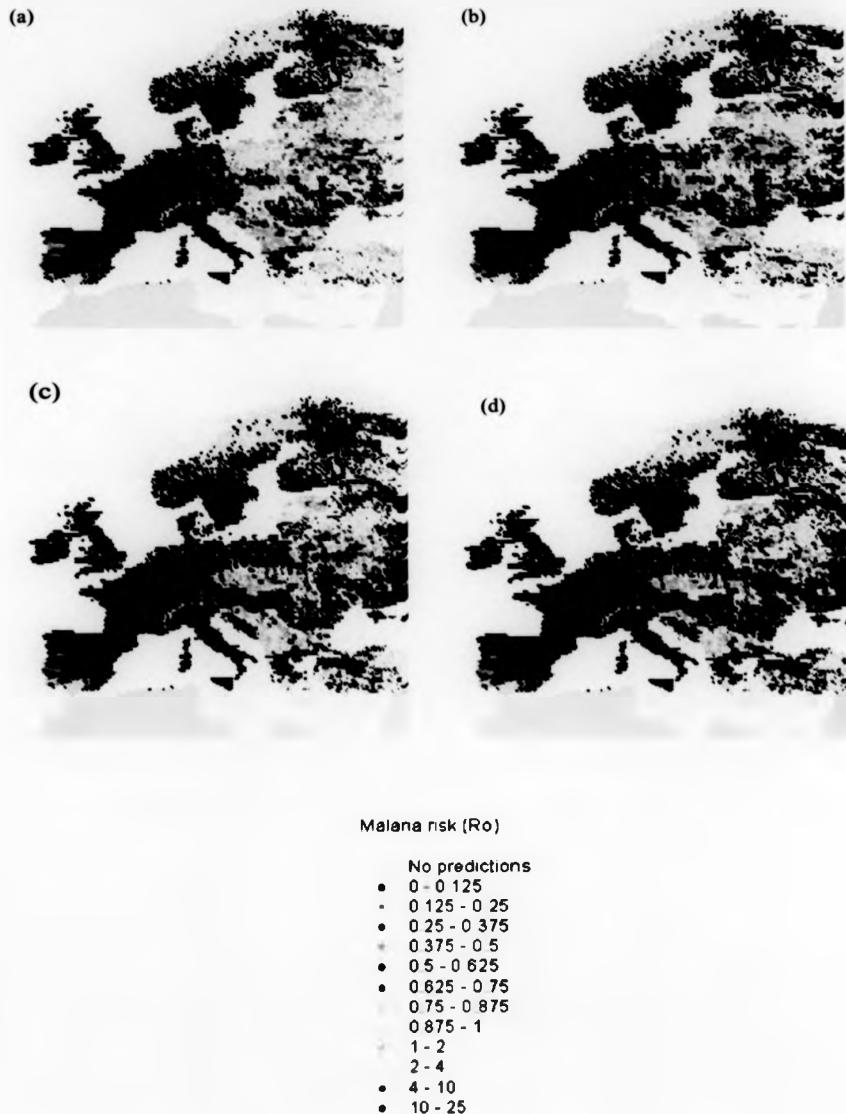 (a)
(b)
(c)
(d)
Malaria risk (Ro)
No predictions
0 - 0 125
0 125 - 0 25
0 25 - 0 375
0 375 - 0 5
0 5 - 0 625
0 625 - 0 75
0 75 - 0 875
0 875 - 1
1 - 2
2 - 4
4 - 10
10 - 25